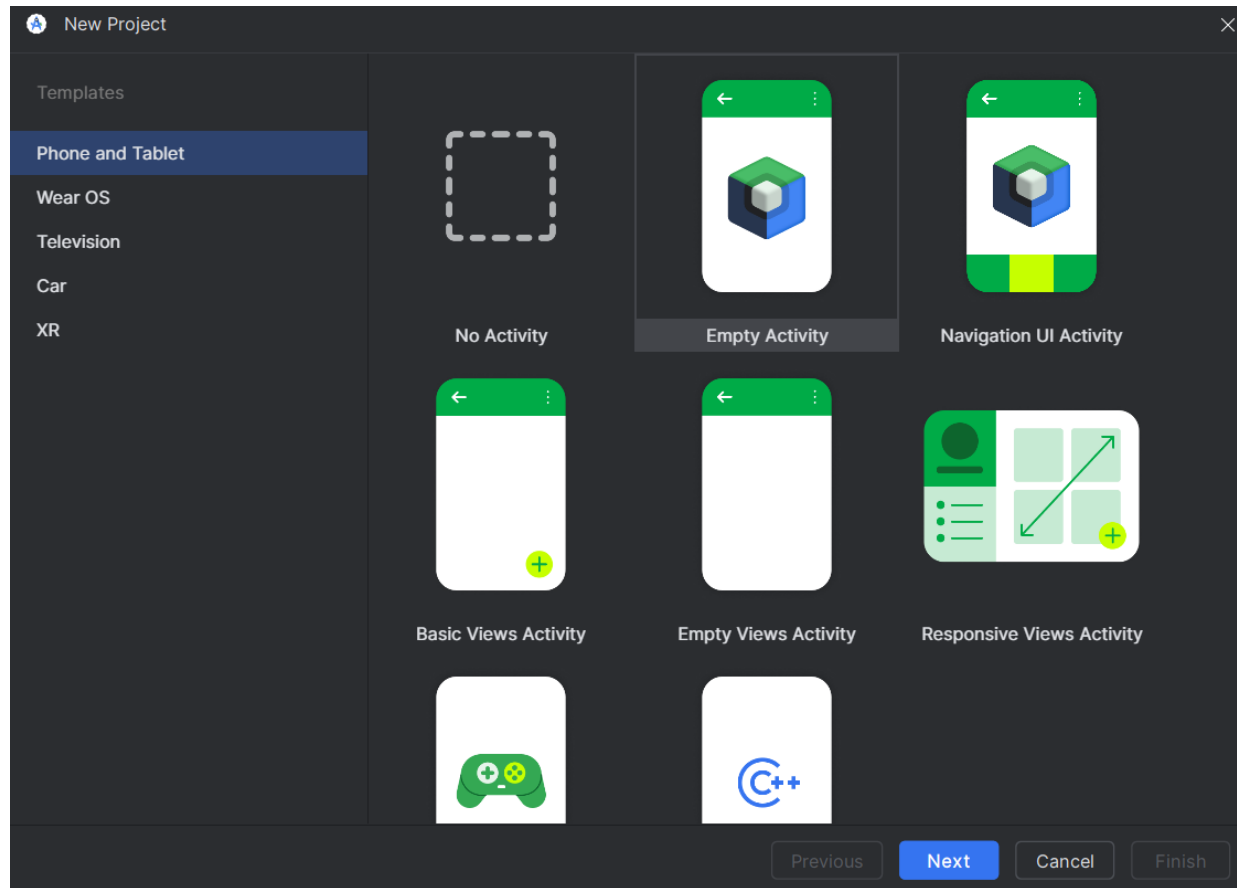 New Project
Templates
Phone and Tablet
Wear OS
Television
Car
XR
No Activity
Empty Activity
Navigation UI Activity
Basic Views Activity
Empty Views Activity
Responsive Views Activity
C++
Previous
Next
Cancel
Finish